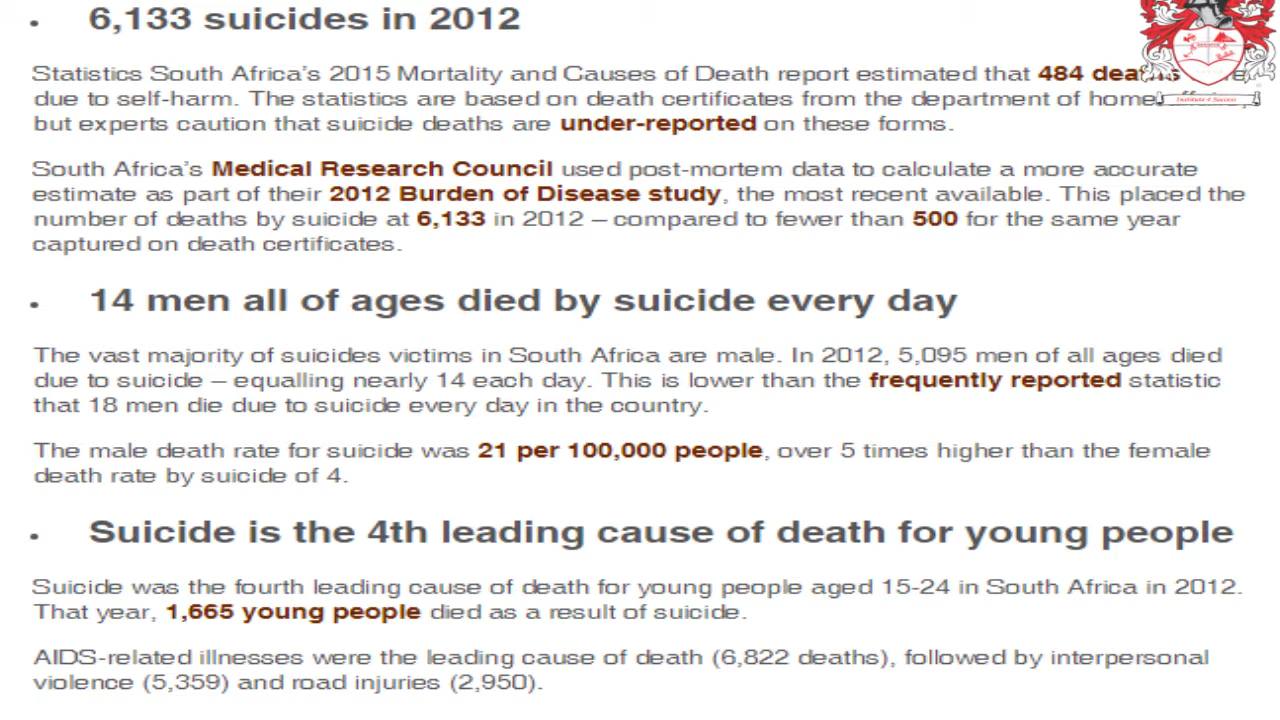 • 6,133 suicides in 2012
Statistics South Africa's 2015 Mortality and Causes of Death report estimated that 484 deaths
due to self-harm. The statistics are based on death certificates from the department of home
but experts caution that suicide deaths are under-reported on these forms.
South Africa's Medical Research Council used post-mortem data to calculate a more accurate
estimate as part of their 2012 Burden of Disease study, the most recent available. This placed the
number of deaths by suicide at 6,133 in 2012 – compared to fewer than 500 for the same year
captured on death certificates.
• 14 men all of ages died by suicide every day
The vast majority of suicides victims in South Africa are male. In 2012, 5,095 men of all ages died
due to suicide – equalling nearly 14 each day. This is lower than the frequently reported statistic
that 18 men die due to suicide every day in the country.
The male death rate for suicide was 21 per 100,000 people, over 5 times higher than the female
death rate by suicide of 4.
• Suicide is the 4th leading cause of death for young people
Suicide was the fourth leading cause of death for young people aged 15-24 in South Africa in 2012.
That year, 1,665 young people died as a result of suicide.
AIDS-related illnesses were the leading cause of death (6,822 deaths), followed by interpersonal
violence (5,359) and road injuries (2,950).